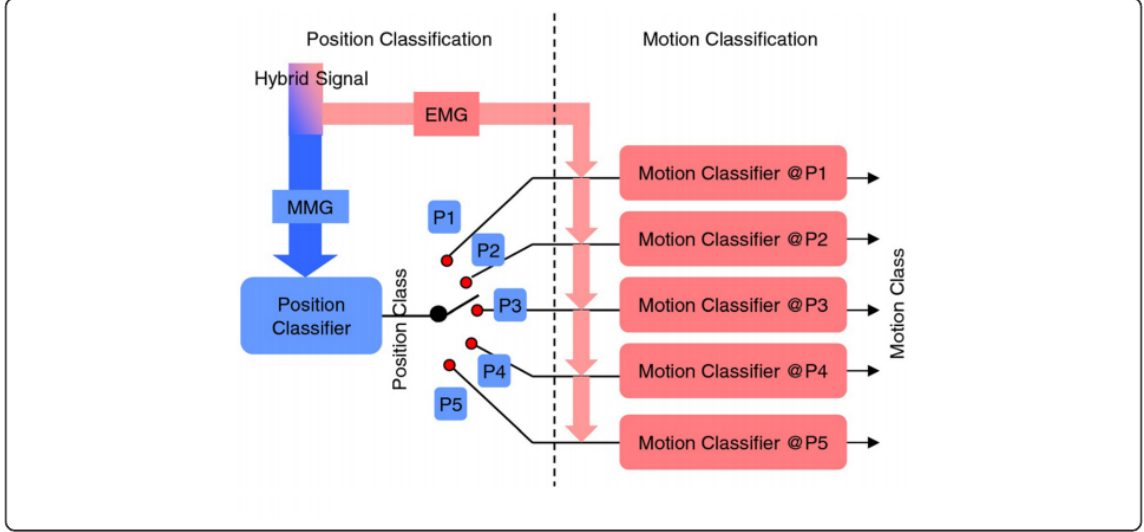 Position Classification
Motion Classification
Hybrid Signal
EMG
MMG
Position
Classifier
Position Class
P1
P2
P3
P4
P5
Motion Classifier @P1
Motion Classifier @P2
Motion Classifier @P3
Motion Classifier @P4
Motion Classifier @P5
Motion Class